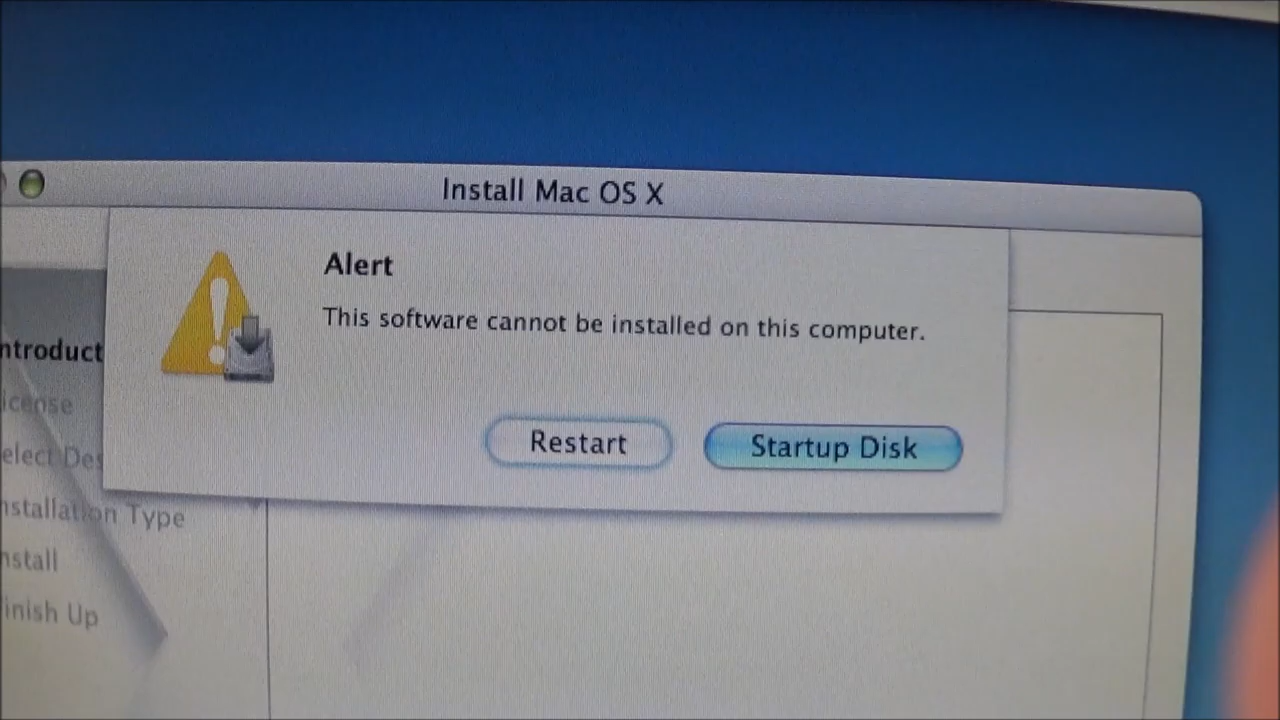 Install Mac OS X
Alert
This software cannot be installed on this computer.
Restart
Startup Disk
ntroduct
icense
elect Des
nstallation Type
nstall
inish Up